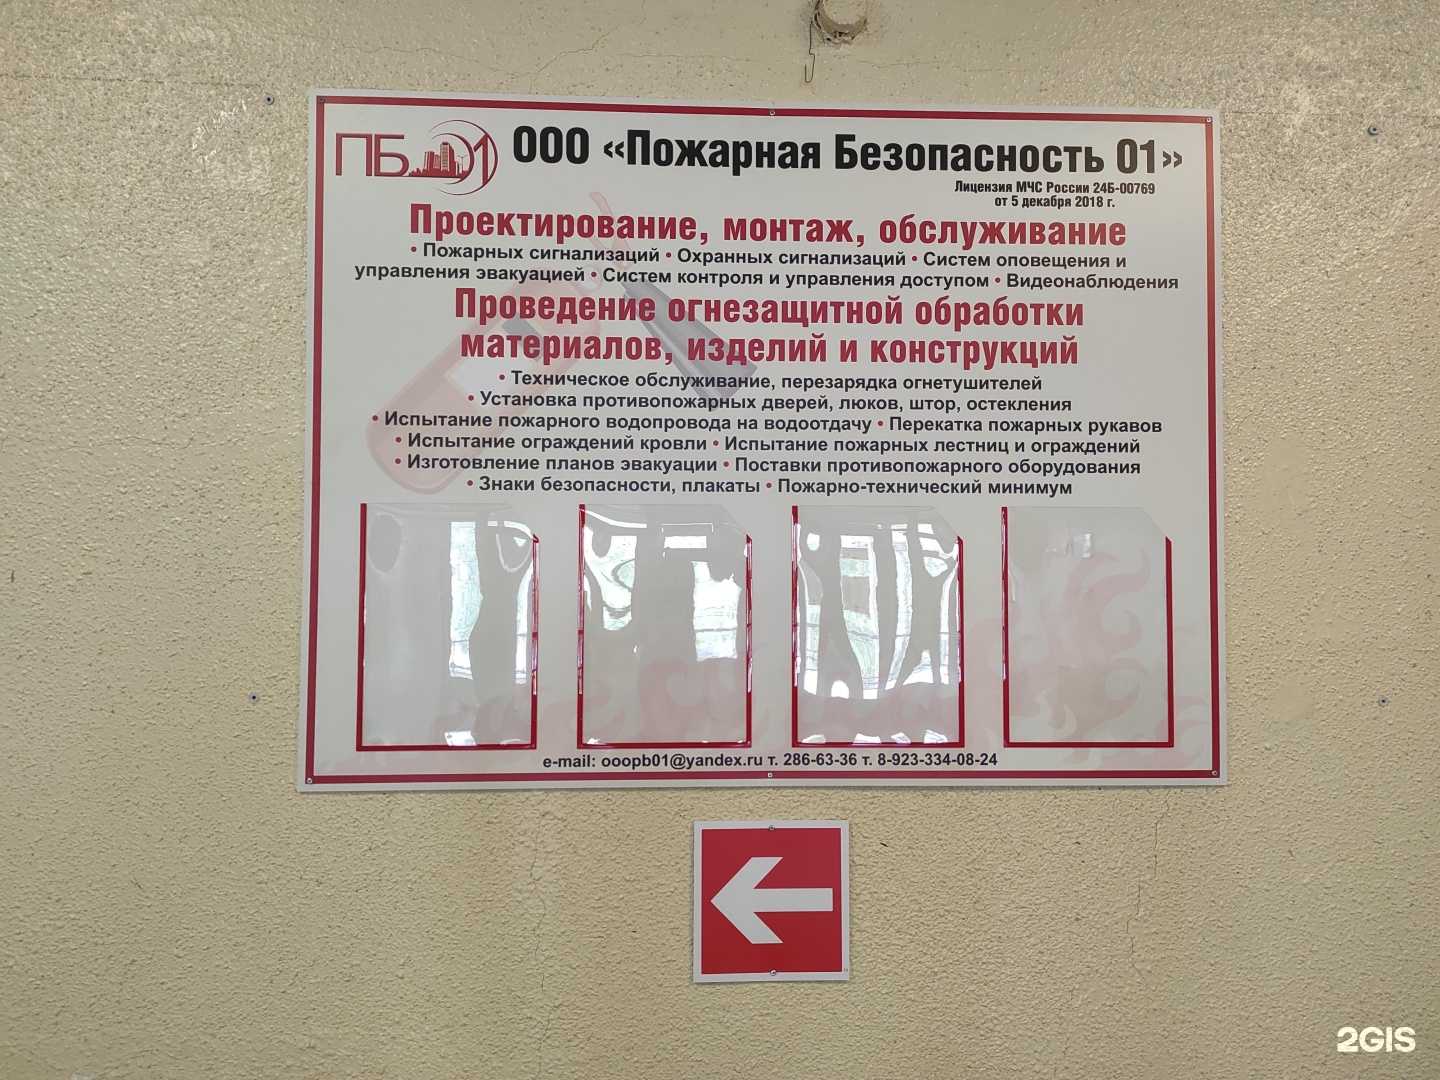 ПБ 01
ООО «Пожарная Безопасность 01»
Лицензия МЧС России 24Б-00769
от 5 декабря 2018 г.
Проектирование, монтаж, обслуживание
• Пожарных сигнализаций • Охранных сигнализаций • Систем оповещения и
управления эвакуацией • Систем контроля и управления доступом • Видеонаблюдения
Проведение огнезащитной обработки
материалов, изделий и конструкций
• Техническое обслуживание, перезарядка огнетушителей
• Установка противопожарных дверей, люков, штор, остекления
• Испытание пожарного водопровода на водоотдачу • Перекатка пожарных рукавов
• Испытание ограждений кровли • Испытание пожарных лестниц и ограждений
• Изготовление планов эвакуации • Поставки противопожарного оборудования
• Знаки безопасности, плакаты • Пожарно-технический минимум
e-mail: ooopb01@yandex.ru т. 286-63-36 т. 8-923-334-08-24
2GIS